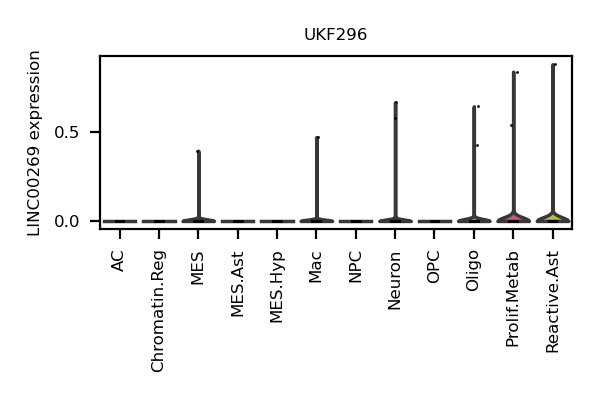 UKF296
LINC00269 expression
0.5
0.0
AC
Chromatin.Reg
MES
MES.Ast
MES.Hyp
Mac
NPC
Neuron
OPC
Oligo
Prolif.Metab
Reactive.Ast